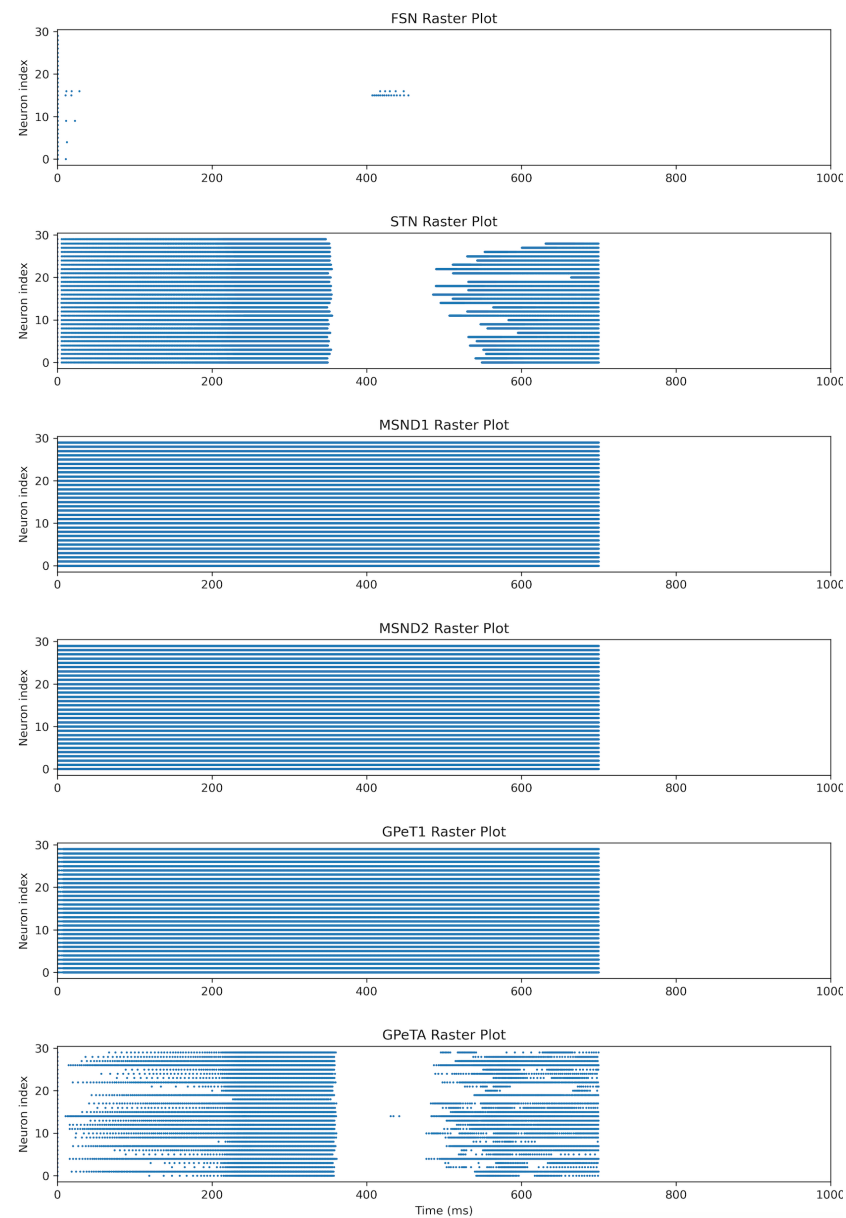 FSN Raster Plot
30
20
10
0
Neuron index
0 200 400 600 800 1000
STN Raster Plot
30
20
10
0
Neuron index
0 200 400 600 800 1000
MSND1 Raster Plot
30
20
10
0
Neuron index
0 200 400 600 800 1000
MSND2 Raster Plot
30
20
10
0
Neuron index
0 200 400 600 800 1000
GPeT1 Raster Plot
30
20
10
0
Neuron index
0 200 400 600 800 1000
GPeTA Raster Plot
30
20
10
0
Neuron index
0 200 400 600 800 1000
Time (ms)